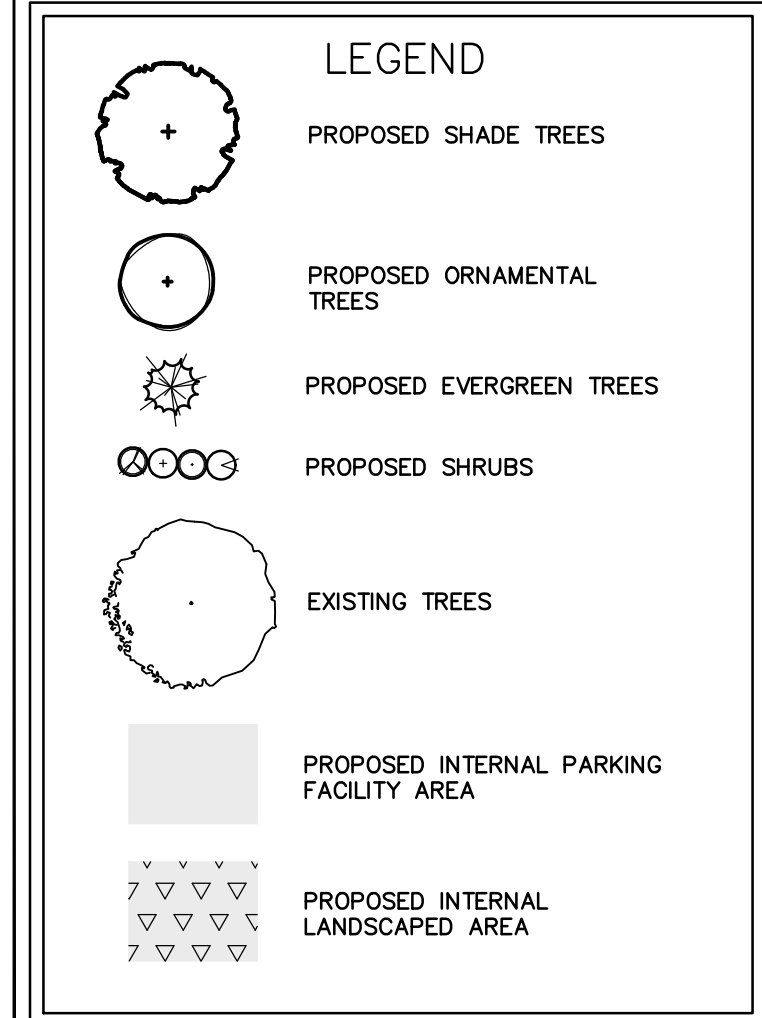 LEGEND
PROPOSED SHADE TREES
PROPOSED ORNAMENTAL
TREES
PROPOSED EVERGREEN TREES
PROPOSED SHRUBS
EXISTING TREES
PROPOSED INTERNAL PARKING
FACILITY AREA
PROPOSED INTERNAL
LANDSCAPED AREA